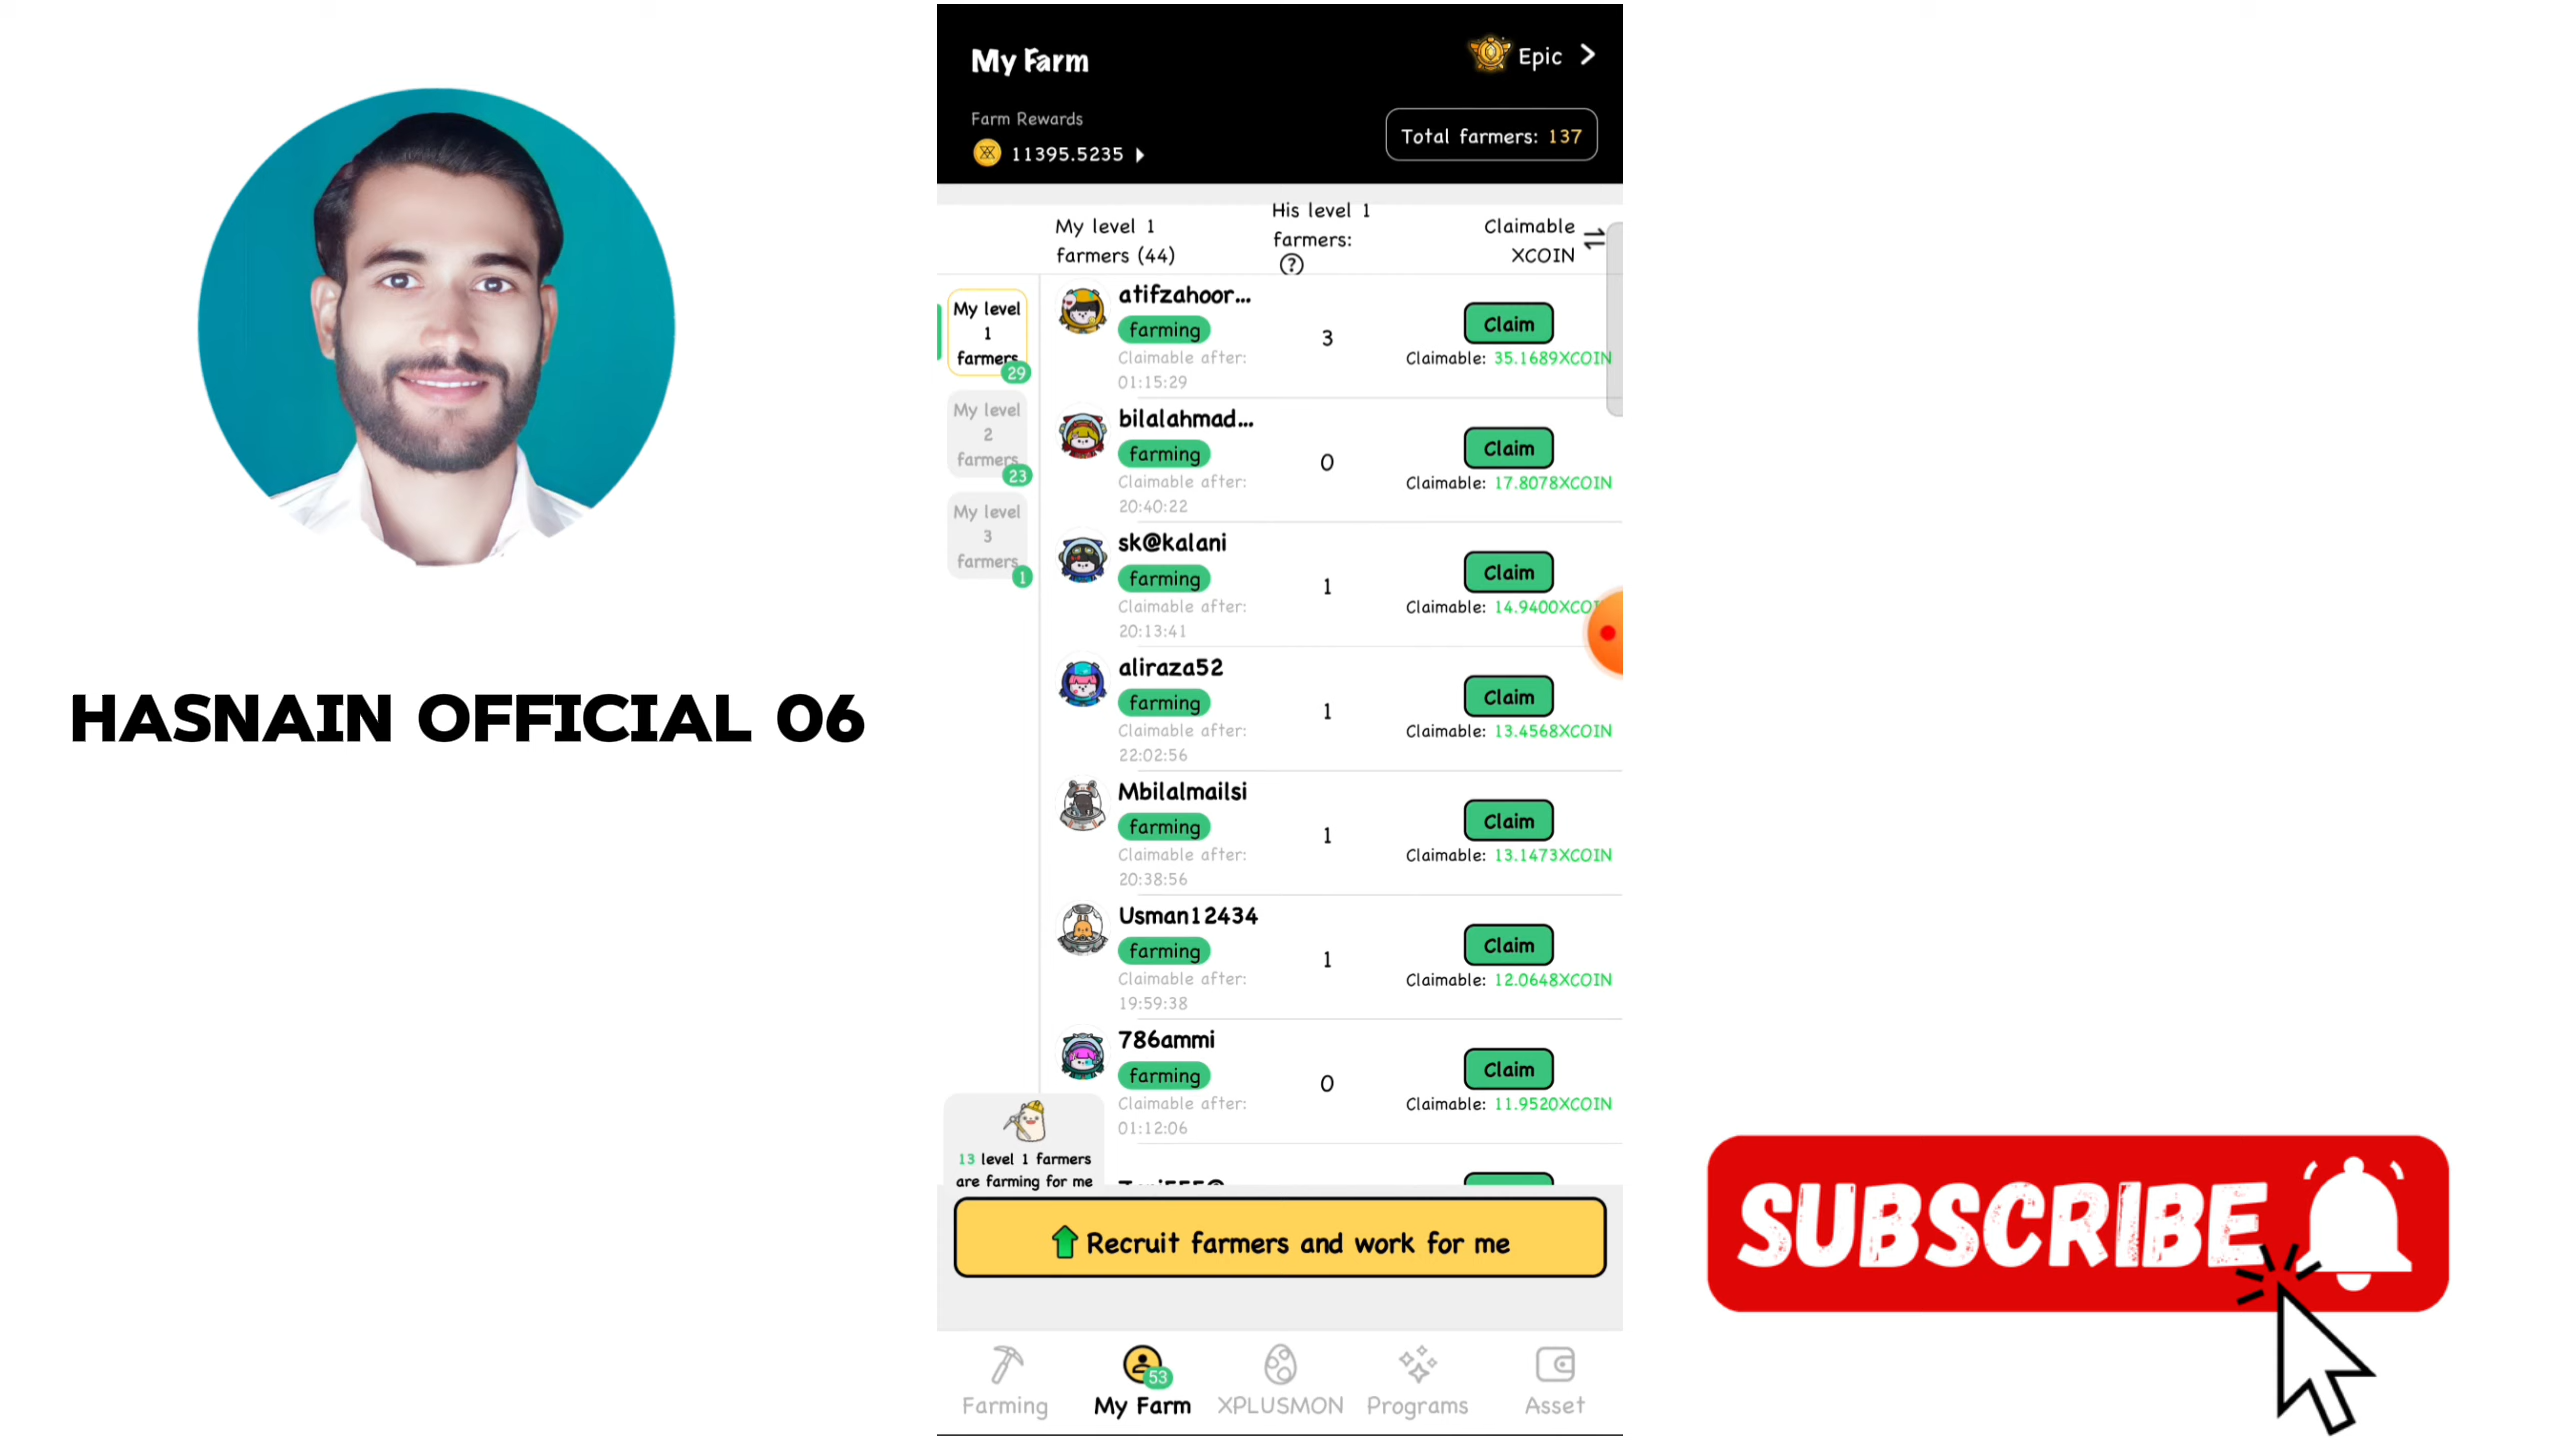 My Farm
Epic
Farm Rewards
11395.5235
Total farmers: 137
My level 1
farmers (44)
His level 1
farmers:
?
Claimable
XCOIN
My level
1
farmers
29
My level
2
farmers
23
My level
3
farmers
1
atifzahoor...
farming
Claimable after:
01:15:29
3
Claim
Claimable: 35.1689XCOIN
bilalahmad...
farming
Claimable after:
20:40:22
0
Claim
Claimable: 17.8078XCOIN
sk@kalani
farming
Claimable after:
20:13:41
1
Claim
Claimable: 14.9400XCOI
aliraza52
farming
Claimable after:
22:02:56
1
Claim
Claimable: 13.4568XCOIN
Mbilalmailsi
farming
Claimable after:
20:38:56
1
Claim
Claimable: 13.1473XCOIN
Usman12434
farming
Claimable after:
19:59:38
1
Claim
Claimable: 12.0648XCOIN
786ammi
farming
Claimable after:
01:12:06
0
Claim
Claimable: 11.9520XCOIN
13 level 1 farmers
are farming for me
Recruit farmers and work for me
Farming
53
My Farm
XPLUSMON
Programs
Asset
HASNAIN OFFICIAL 06
SUBSCRIBE